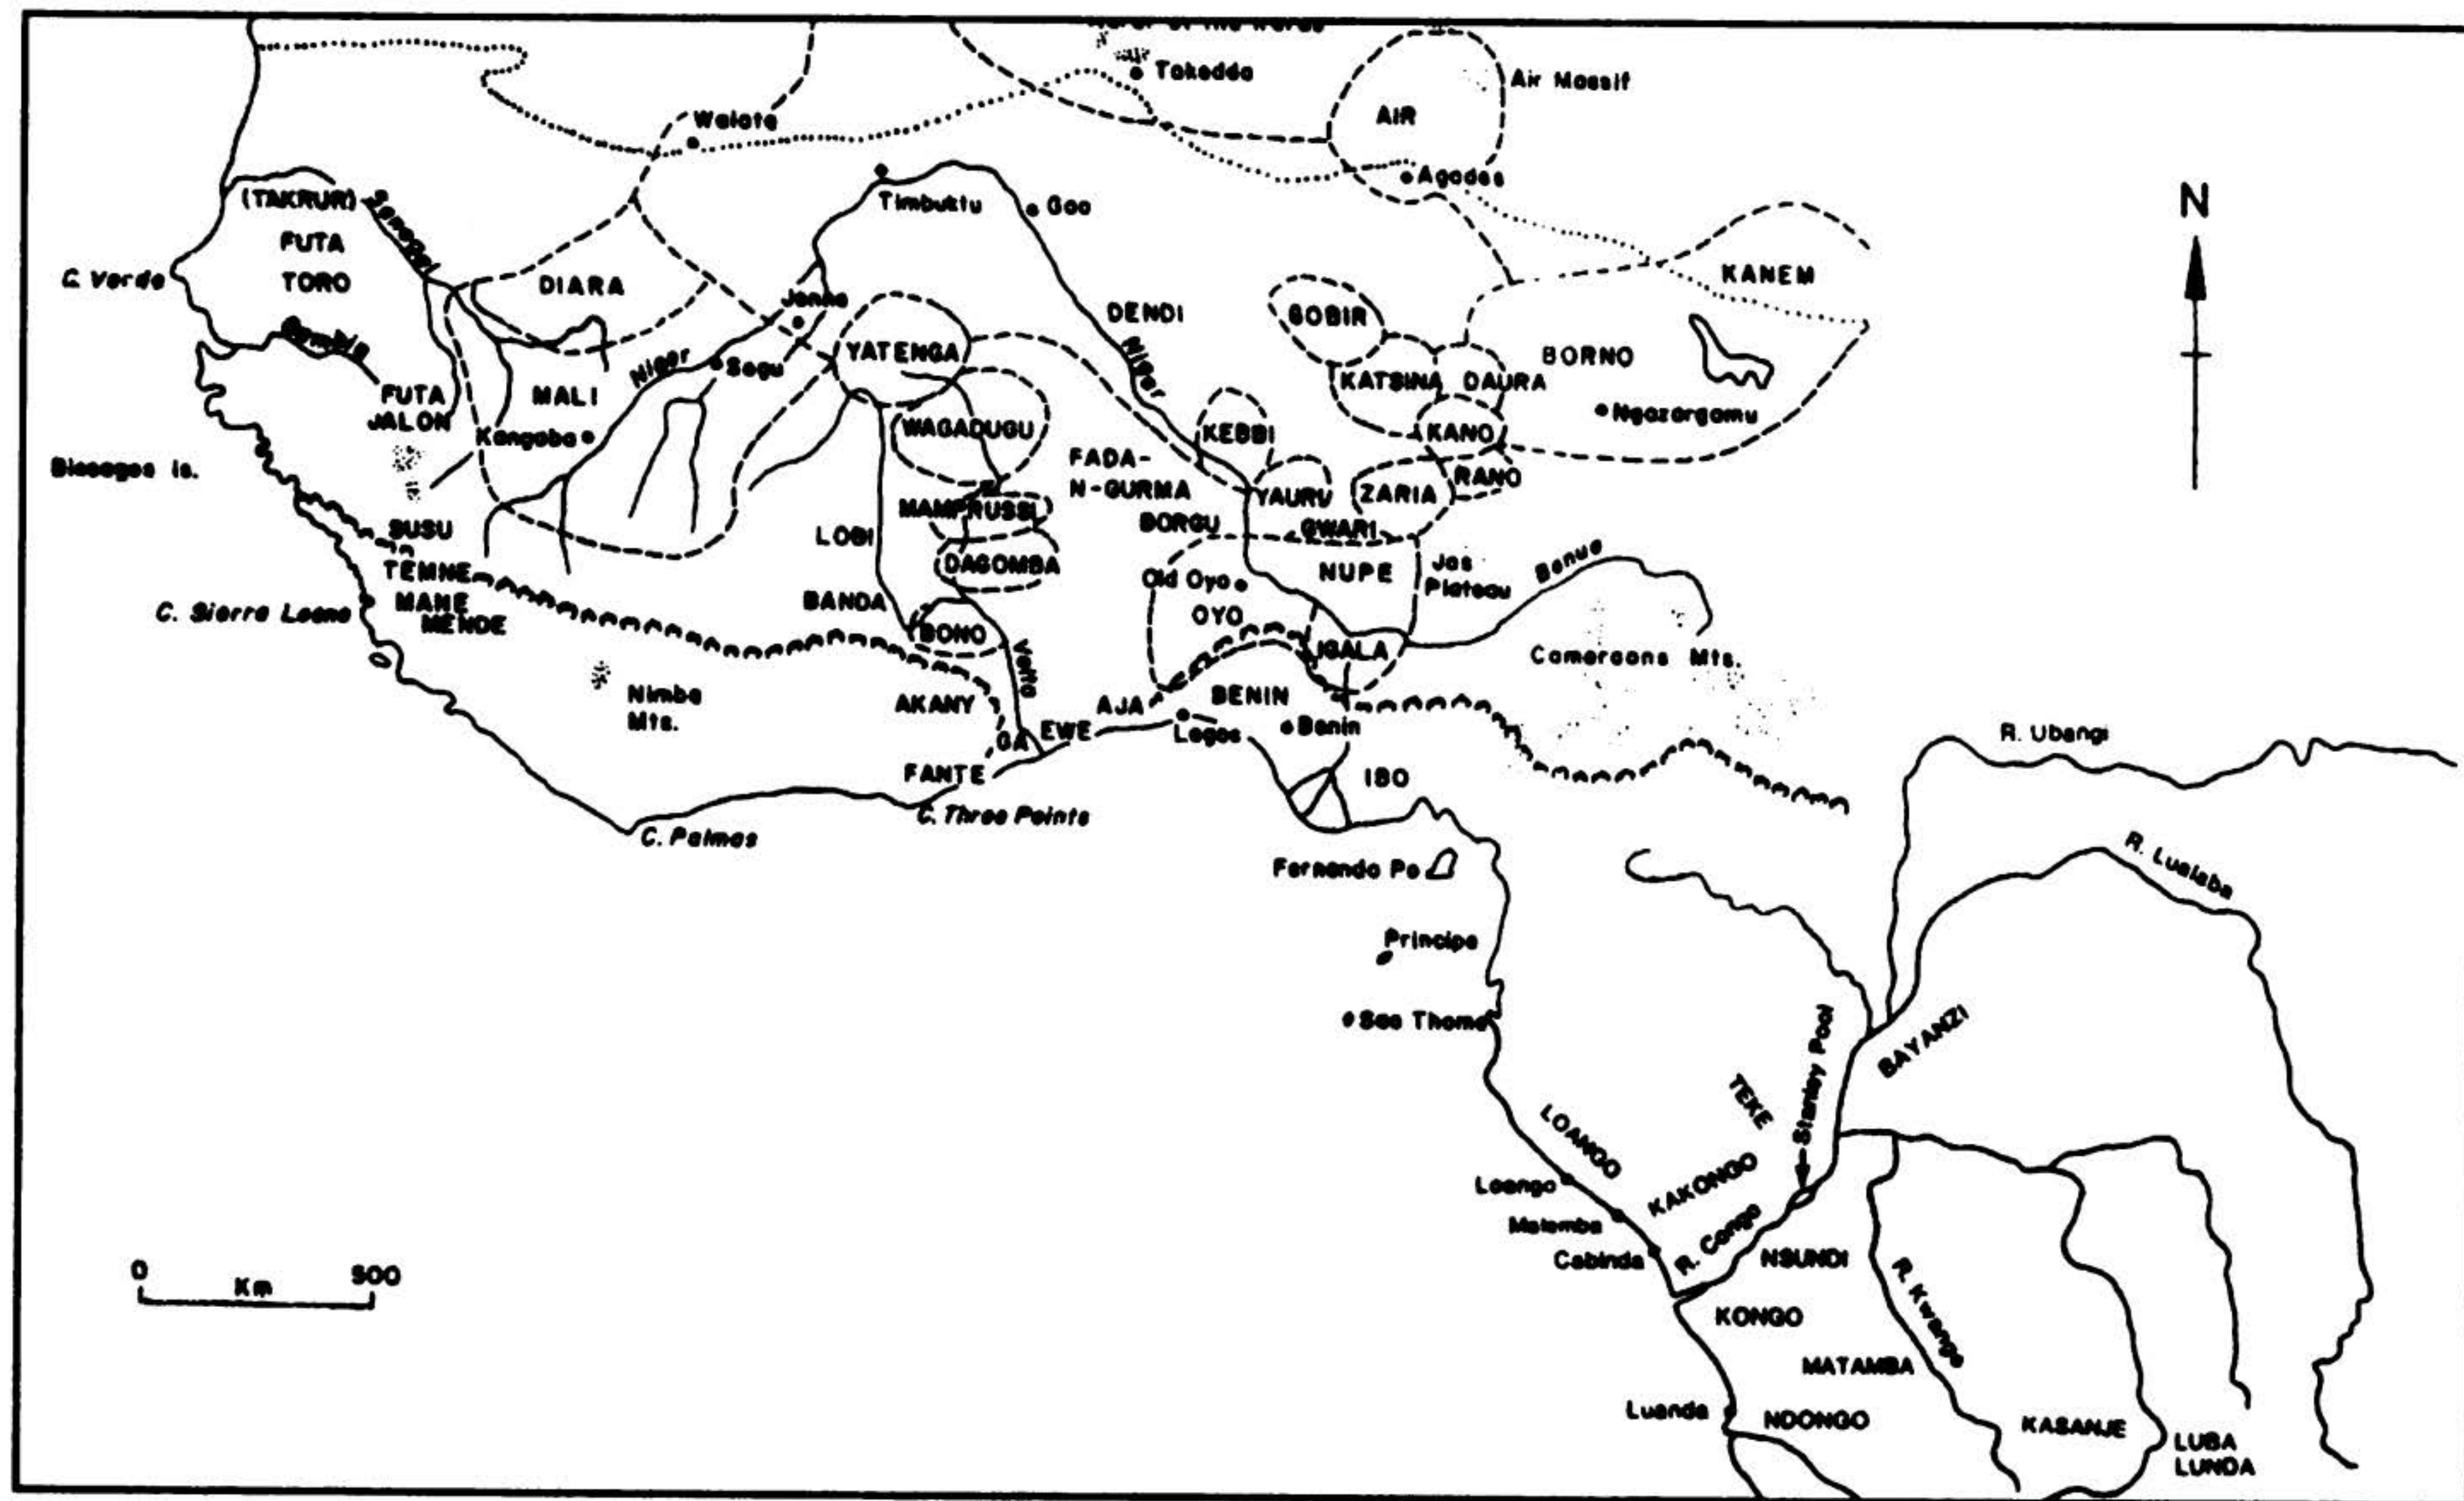 Takedda
Air Massif
AIR
Walata
Agades
(TAKRUR)
Senegal
Timbuktu
Gao
FUTA
TORO
C. Verde
DIARA
KANEM
N
Jenne
DENDI
GOBIR
Gambia
YATENGA
Niger
BORNO
Niger
Segu
KATSINA
DAURA
FUTA
JALON
MALI
Ngazargamu
Kangaba
WAGADUGU
KEBBI
KANO
Bissagos Is.
FADA-
N-GURMA
YAURI
ZARIA
RANO
MAMPRUSSI
BORGU
GWARI
SUSU
LOBI
TEMNE
DAGOMBA
Old Oyo
NUPE
Jos
Plateau
Benue
MANE
MENDE
C. Sierra Leone
BANDA
OYO
BONO
IGALA
Cameroons Mts.
Volta
Nimba
Mts.
AKANY
AJA
BENIN
GA
EWE
Lagos
Benin
R. Ubangi
FANTE
IBO
C. Three Points
C. Palmas
Fernando Po
R. Lualaba
Principe
Sao Thome
Stanley Pool
BAYANZI
TEKE
LOANGO
KAKONGO
Loango
Malemba
R. Congo
Cabinda
NSUNDI
0
Km
500
R. Kwango
KONGO
MATAMBA
Luanda
NDONGO
KASANJE
LUBA
LUNDA